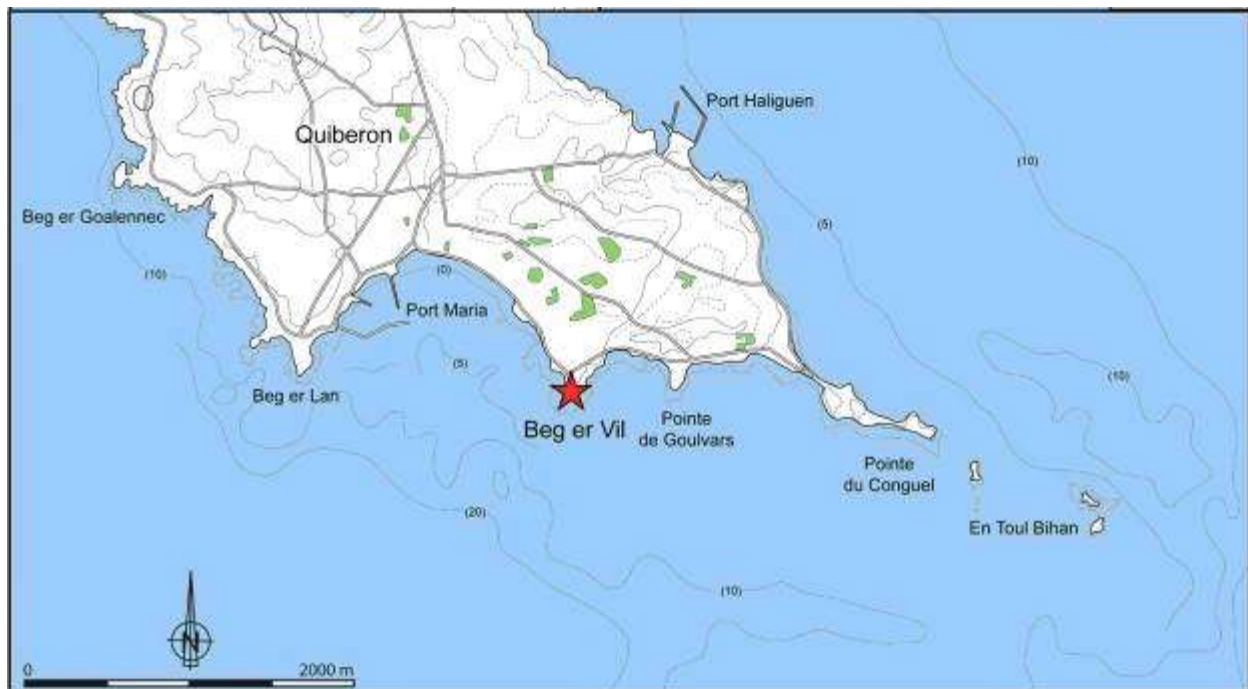 Port Haliguen
Quiberon
(10)
Beg er Goalennec
(5)
(10)
(0)
Port Maria
(5)
(10)
Beg er Lan
Beg er Vil
Pointe
de Goulvars
Pointe
du Conguel
(20)
En Toul Bihan
(10)
N
0
2000 m